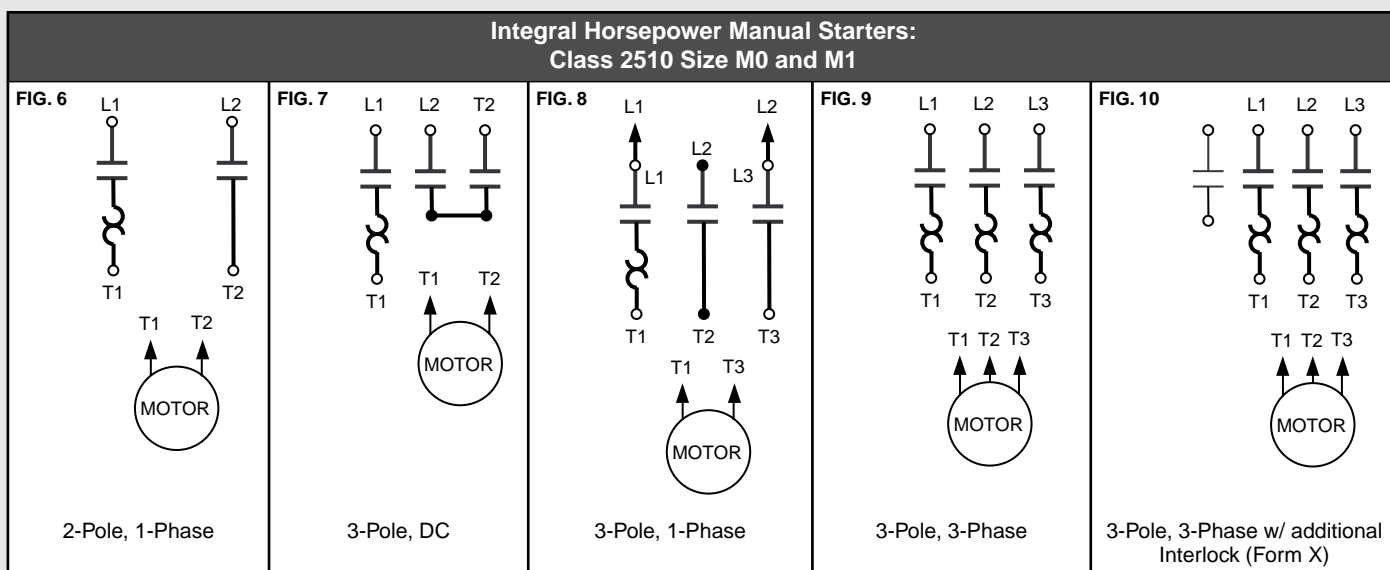 Integral Horsepower Manual Starters:
Class 2510 Size M0 and M1
FIG. 6
L1
L2
T1
T2
T1
T2
MOTOR
2-Pole, 1-Phase
FIG. 7
L1
L2
T2
T1
T1
T2
MOTOR
3-Pole, DC
FIG. 8
L1
L2
L2
L1
L3
T1
T2
T3
T1
T3
MOTOR
3-Pole, 1-Phase
FIG. 9
L1
L2
L3
T1
T2
T3
T1
T2
T3
MOTOR
3-Pole, 3-Phase
FIG. 10
L1
L2
L3
T1
T2
T3
T1
T2
T3
MOTOR
3-Pole, 3-Phase w/ additional
Interlock (Form X)